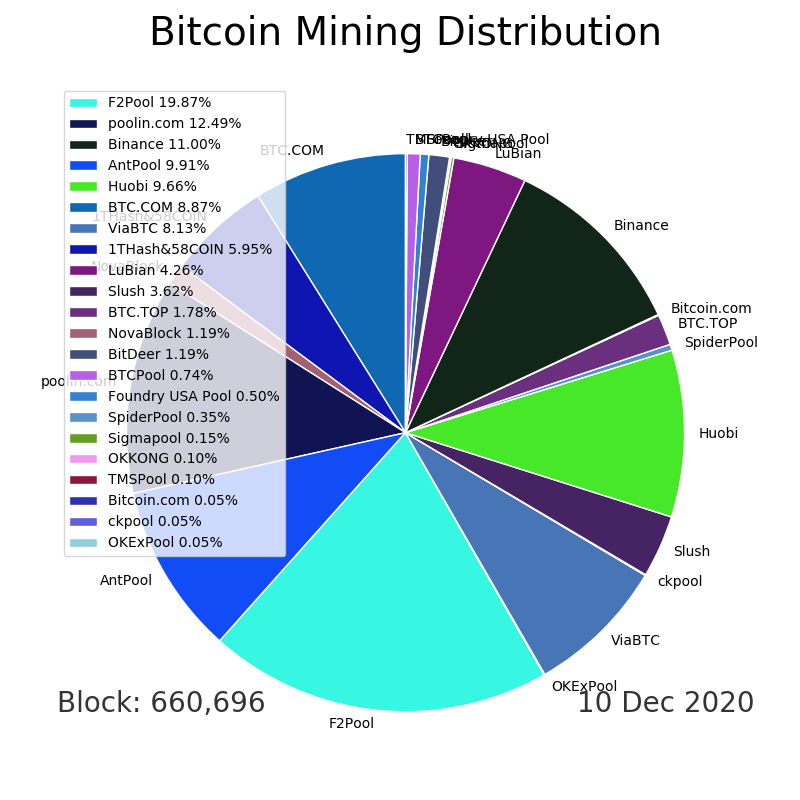 Bitcoin Mining Distribution
F2Pool 19.87%
poolin.com 12.49%
Binance 11.00%
AntPool 9.91%
Huobi 9.66%
BTC.COM 8.87%
ViaBTC 8.13%
1THash&58COIN 5.95%
LuBian 4.26%
Slush 3.62%
BTC.TOP 1.78%
NovaBlock 1.19%
BitDeer 1.19%
BTCPool 0.74%
Foundry USA Pool 0.50%
SpiderPool 0.35%
Sigmapool 0.15%
OKKONG 0.10%
TMSPool 0.10%
Bitcoin.com 0.05%
ckpool 0.05%
OKExPool 0.05%
BTC.COM
1THash&58COIN
NovaBlock
poolin.com
AntPool
F2Pool
OKExPool
ViaBTC
ckpool
Slush
Huobi
SpiderPool
BTC.TOP
Bitcoin.com
Binance
LuBian
USA Pool
Block: 660,696
10 Dec 2020